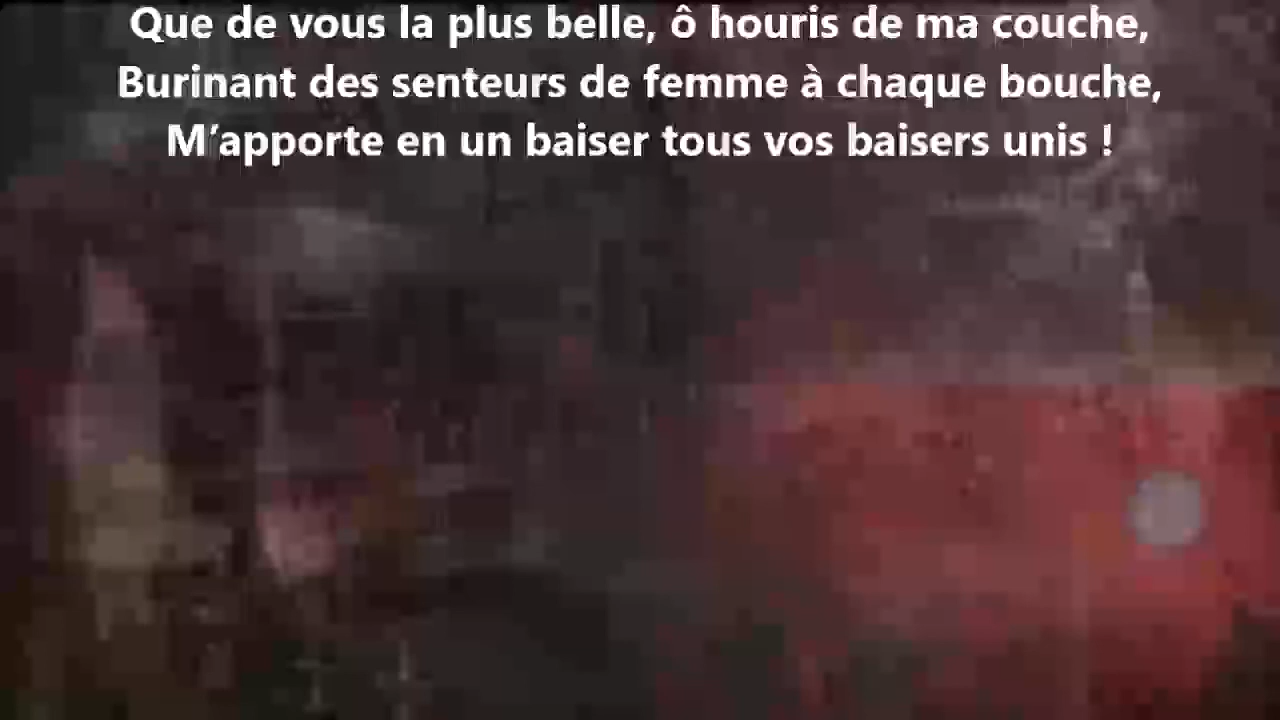 Que de vous la plus belle, ô houris de ma couche,
Burinant des senteurs de femme à chaque bouche,
M’apporte en un baiser tous vos baisers unis !